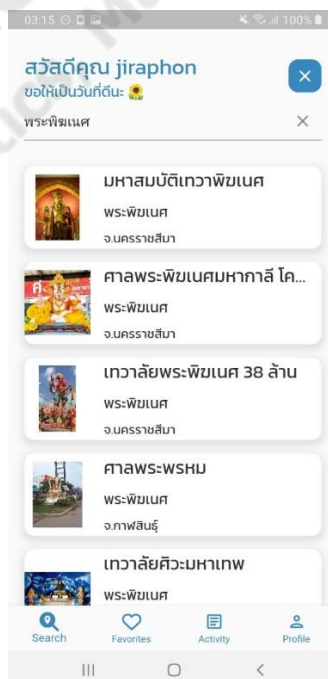 03:15 100%
สวัสดีคุณ jiraphon
ขอให้เป็นวันที่ดีนะ 🌻
พระพิฆเนศ
มหาสมบัติเทวาพิฆเนศ
พระพิฆเนศ
จ.นครราชสีมา
ศาลพระพิฆเนศมหากาลี โค...
พระพิฆเนศ
จ.นครราชสีมา
เทวาลัยพระพิฆเนศ 38 ล้าน
พระพิฆเนศ
จ.นครราชสีมา
ศาลพระพรหม
พระพิฆเนศ
จ.กาฬสินธุ์
เทวาลัยศิวะมหาเทพ
พระพิฆเนศ
Search Favorites Activity Profile